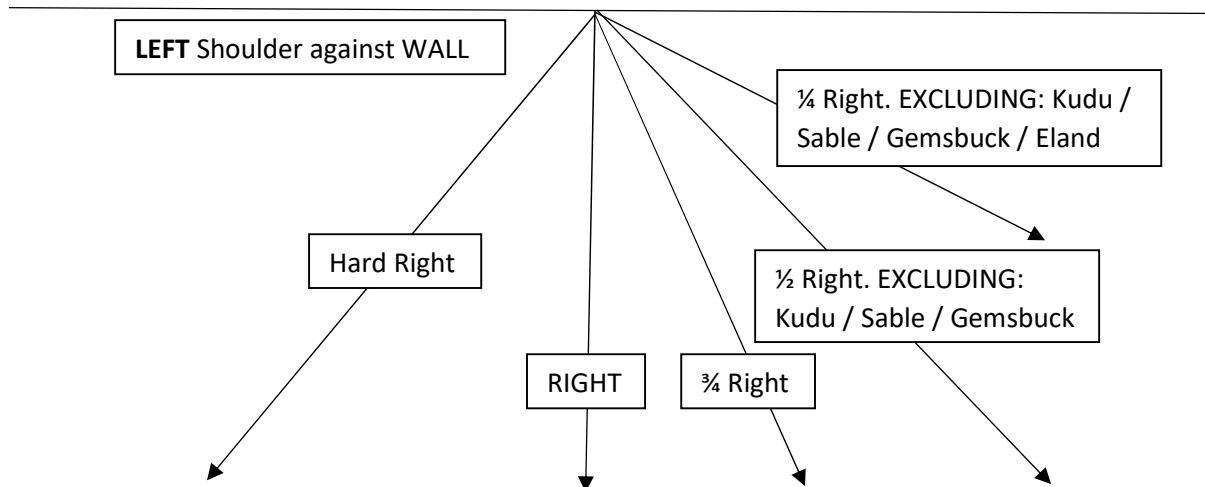 LEFT Shoulder against WALL
¼ Right. EXCLUDING: Kudu /
Sable / Gemsbuck / Eland
Hard Right
½ Right. EXCLUDING:
Kudu / Sable / Gemsbuck
RIGHT
¾ Right